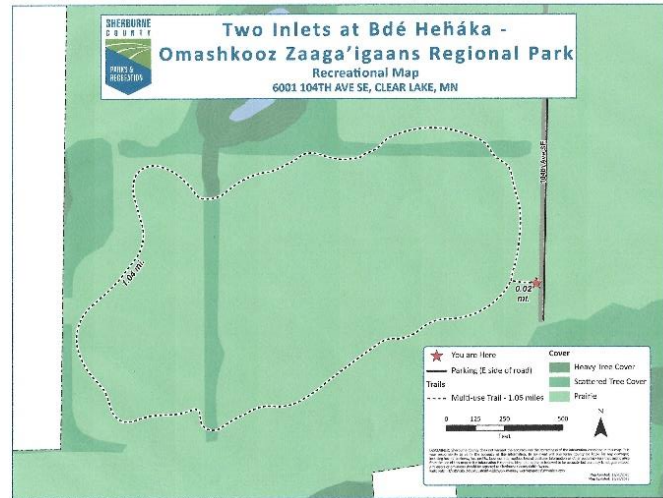 SHERBURNE
COUNTY
PARKS &
RECREATION
Two Inlets at Bdé Heȟáka -
Omashkooz Zaaga'igaans Regional Park
Recreational Map
6001 104TH AVE SE, CLEAR LAKE, MN
104th Ave SE
1.04 mi.
0.02
mi.
You are Here
Parking (E side of road)
Trails
Multi-use Trail - 1.05 miles
Cover
Heavy Tree Cover
Scattered Tree Cover
Prairie
0 125 250 500
Feet
N